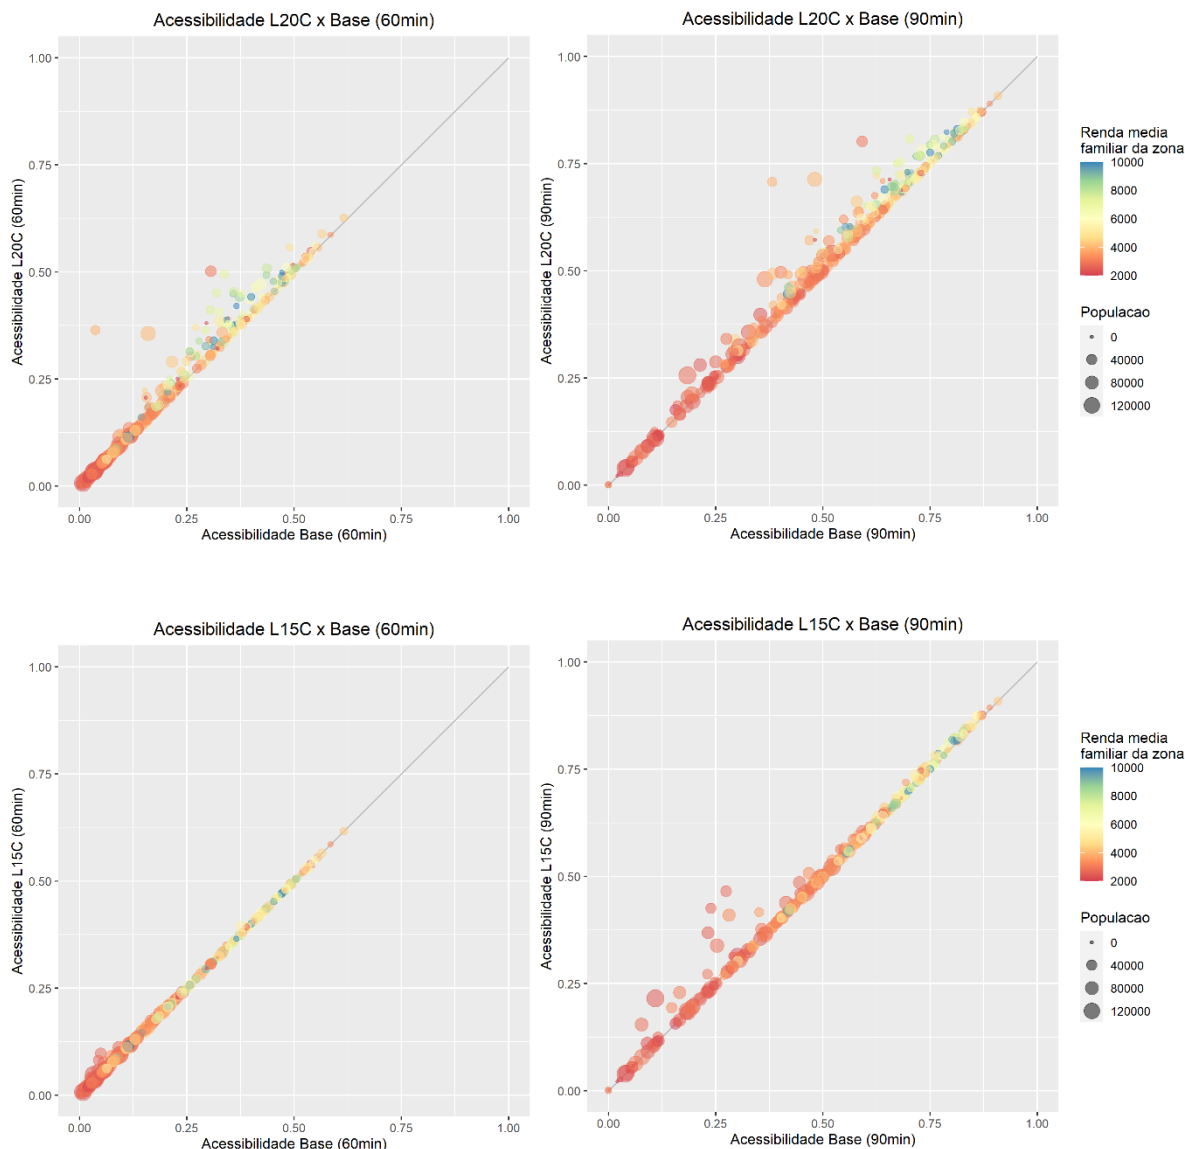 Acessibilidade L20C x Base (60min)
1.00
0.75
0.50
0.25
0.00
Acessibilidade L20C (60min)
0.00 0.25 0.50 0.75 1.00
Acessibilidade Base (60min)
Acessibilidade L20C x Base (90min)
1.00
0.75
0.50
0.25
0.00
Acessibilidade L20C (90min)
0.00 0.25 0.50 0.75 1.00
Acessibilidade Base (90min)
Renda media
familiar da zona
10000
8000
6000
4000
2000
Populacao
0
40000
80000
120000
Acessibilidade L15C x Base (60min)
1.00
0.75
0.50
0.25
0.00
Acessibilidade L15C (60min)
0.00 0.25 0.50 0.75 1.00
Acessibilidade Base (60min)
Acessibilidade L15C x Base (90min)
1.00
0.75
0.50
0.25
0.00
Acessibilidade L15C (90min)
0.00 0.25 0.50 0.75 1.00
Acessibilidade Base (90min)
Renda media
familiar da zona
10000
8000
6000
4000
2000
Populacao
0
40000
80000
120000